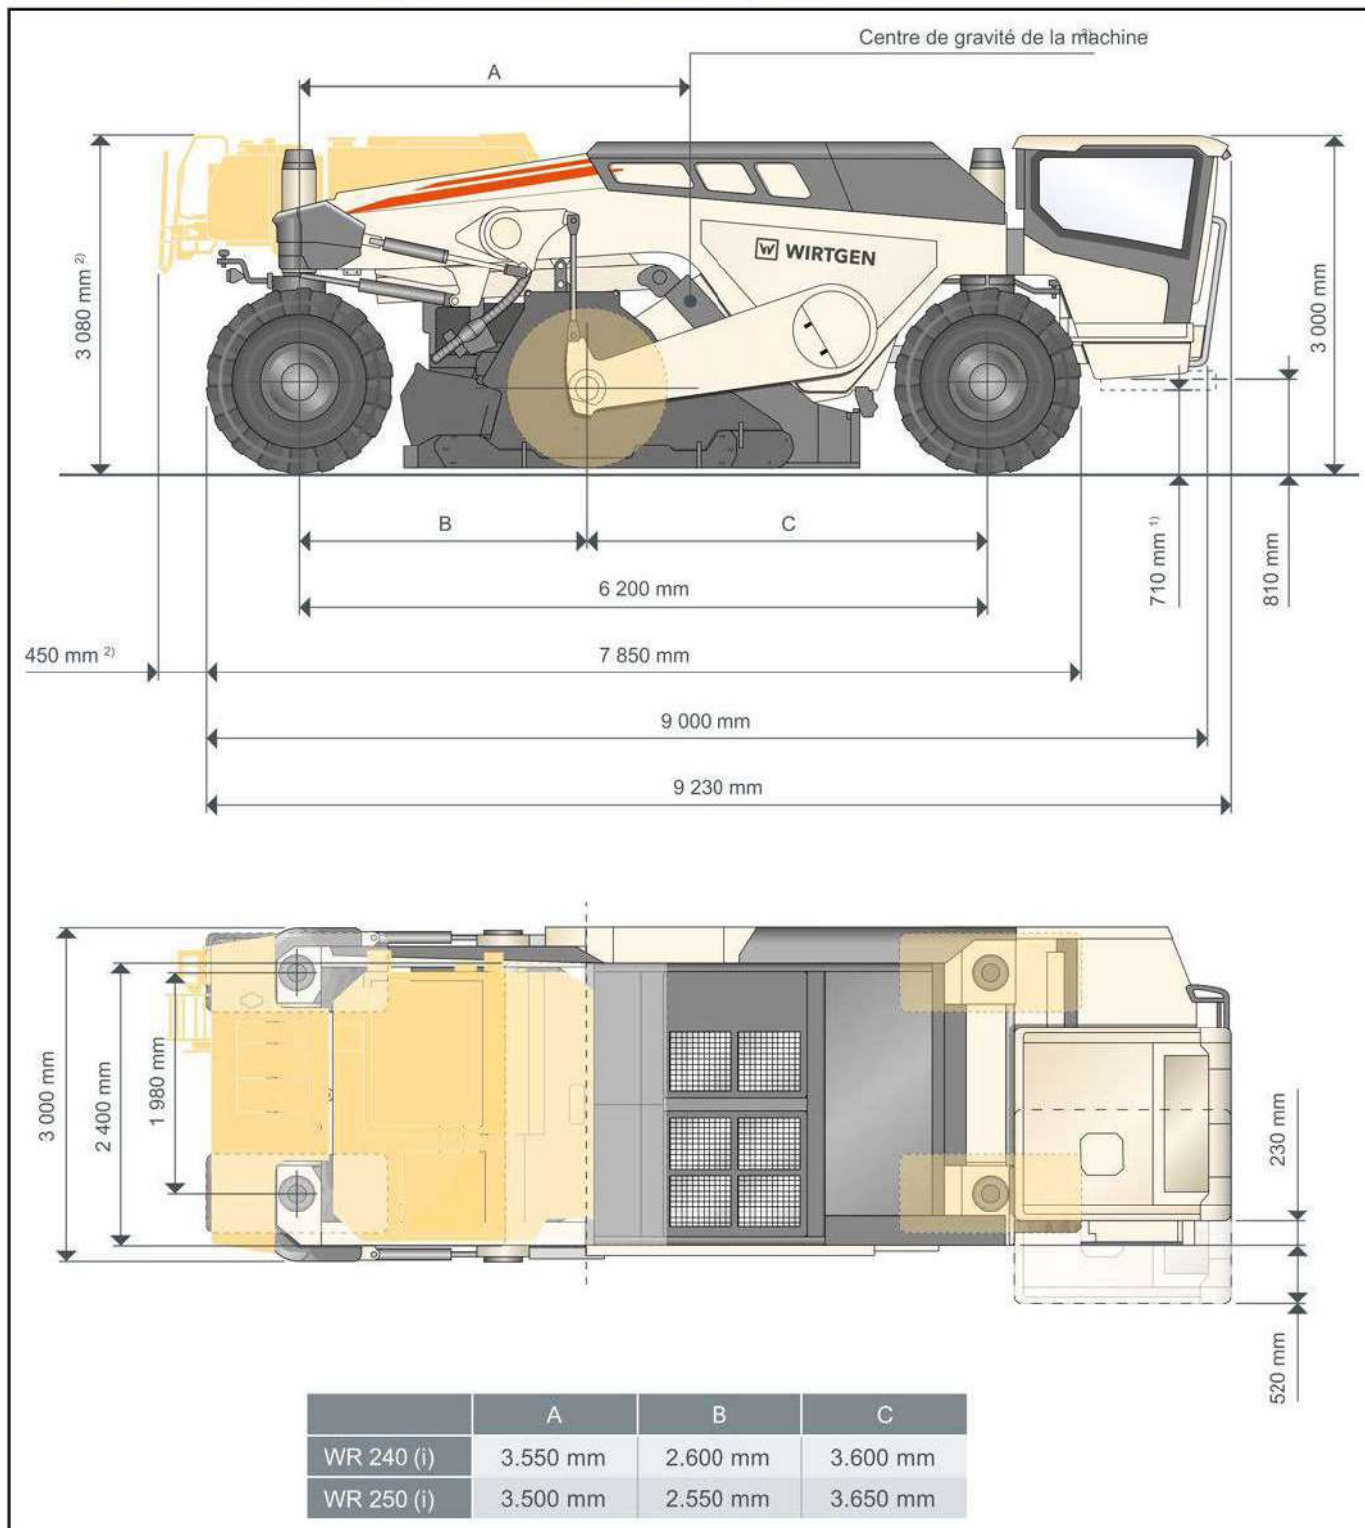 Centre de gravité de la machine ³⁾
A
3 080 mm ²⁾
W WIRTGEN
3 000 mm
B
C
710 mm ¹⁾
810 mm
6 200 mm
450 mm ²⁾
7 850 mm
9 000 mm
9 230 mm
3 000 mm
2 400 mm
1 980 mm
230 mm
520 mm
A B C
WR 240 (i) 3.550 mm 2.600 mm 3.600 mm
WR 250 (i) 3.500 mm 2.550 mm 3.650 mm